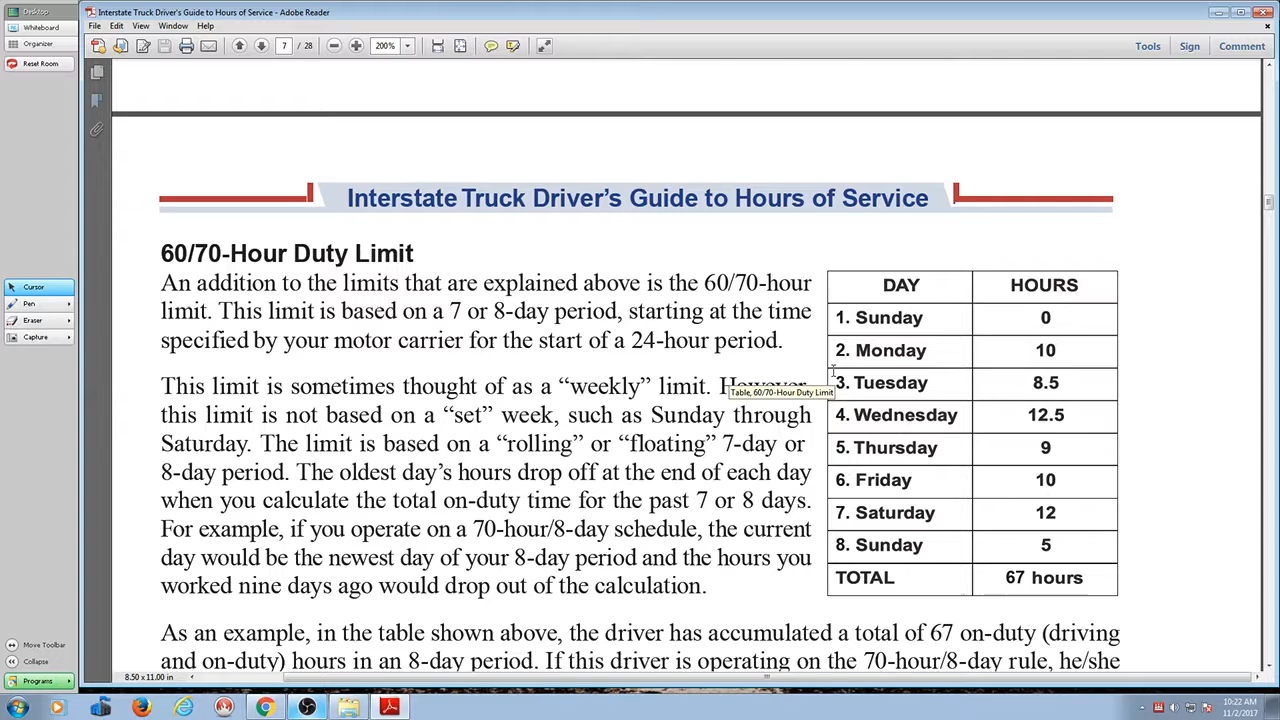 Desktop
Whiteboard
Organizer
Reset Room
Cursor
Pen
Eraser
Capture
Move Toolbar
Collapse
Programs
Interstate Truck Driver's Guide to Hours of Service - Adobe Reader
File Edit View Window Help
7 / 28 200% Tools Sign Comment
Interstate Truck Driver’s Guide to Hours of Service
60/70-Hour Duty Limit
An addition to the limits that are explained above is the 60/70-hour
limit. This limit is based on a 7 or 8-day period, starting at the time
specified by your motor carrier for the start of a 24-hour period.
This limit is sometimes thought of as a “weekly” limit. However,
this limit is not based on a “set” week, such as Sunday through
Saturday. The limit is based on a “rolling” or “floating” 7-day or
8-day period. The oldest day’s hours drop off at the end of each day
when you calculate the total on-duty time for the past 7 or 8 days.
For example, if you operate on a 70-hour/8-day schedule, the current
day would be the newest day of your 8-day period and the hours you
worked nine days ago would drop out of the calculation.
DAY HOURS
1. Sunday 0
2. Monday 10
3. Tuesday 8.5
4. Wednesday 12.5
5. Thursday 9
6. Friday 10
7. Saturday 12
8. Sunday 5
TOTAL 67 hours
Table, 60/70-Hour Duty Limit
As an example, in the table shown above, the driver has accumulated a total of 67 on-duty (driving
and on-duty) hours in an 8-day period. If this driver is operating on the 70-hour/8-day rule, he/she
8.50 x 11.00 in
10:22 AM
11/2/2017